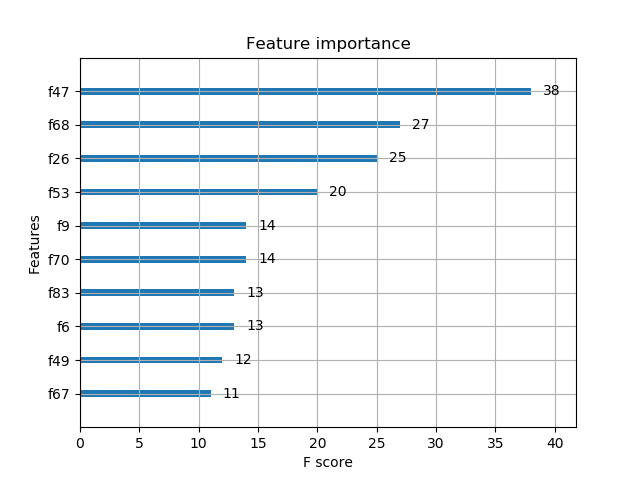 Feature importance
Features
f47 38
f68 27
f26 25
f53 20
f9 14
f70 14
f83 13
f6 13
f49 12
f67 11
0 5 10 15 20 25 30 35 40
F score